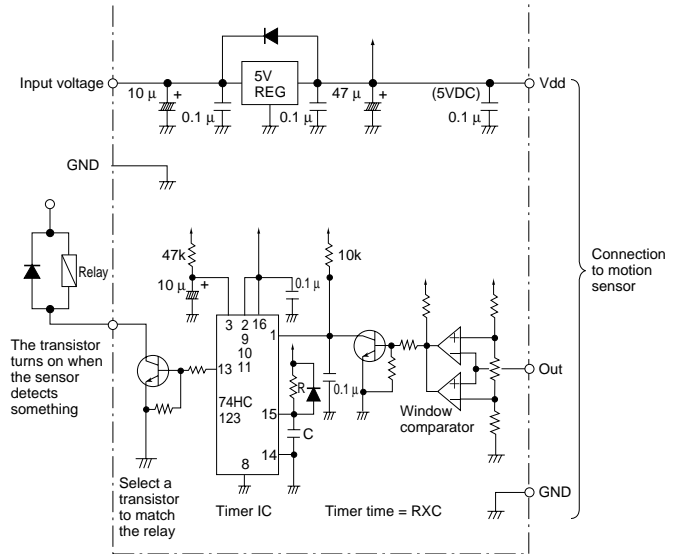 Input voltage
10 μ
+
0.1 μ
5V
REG
0.1 μ
47 μ
+
(5VDC)
0.1 μ
Vdd
GND
Relay
The transistor
turns on when
the sensor
detects
something
47k
10 μ
+
0.1 μ
10k
3 2 16
9
10
11
1
13
74HC
123
15
14
8
R
C
0.1 μ
+
−
+
−
Window
comparator
Out
Connection
to motion
sensor
GND
Select a
transistor
to match
the relay
Timer IC
Timer time = RXC